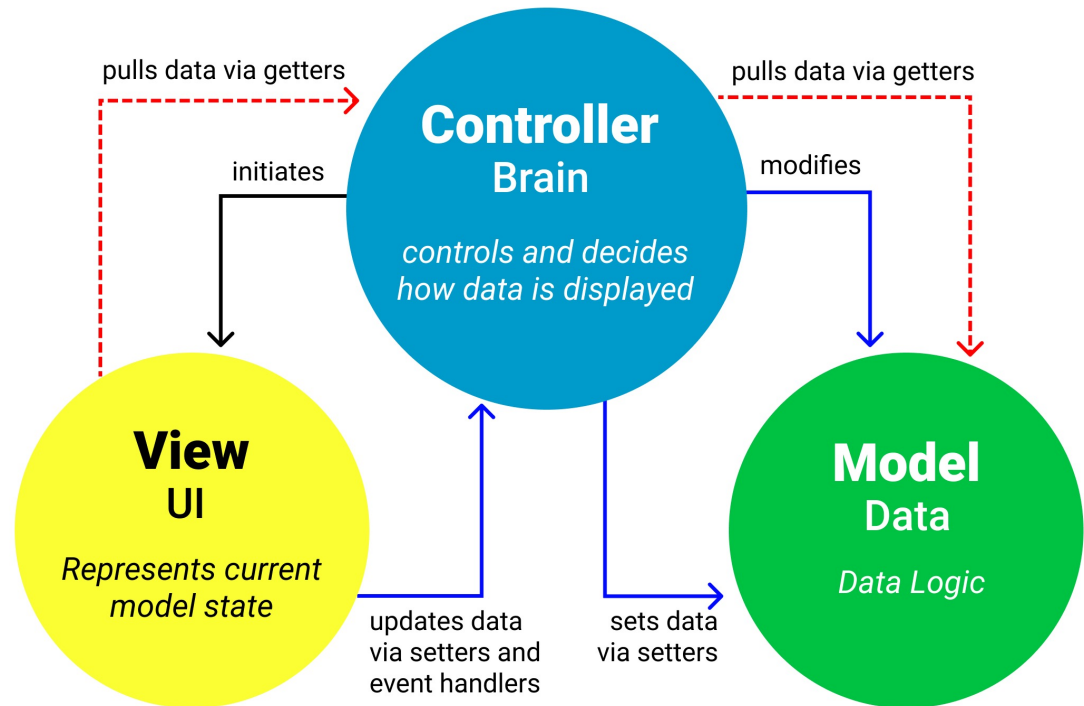 pulls data via getters
pulls data via getters
Controller
Brain
controls and decides
how data is displayed
initiates
modifies
View
UI
Represents current
model state
Model
Data
Data Logic
updates data
via setters and
event handlers
sets data
via setters